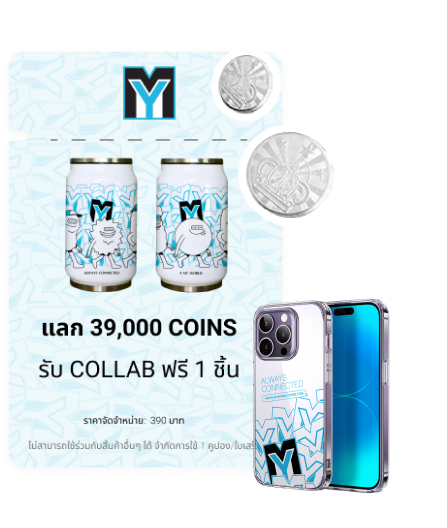 MY
MY
MY
ALWAYS CONNECTED
แลก 39,000 COINS
รับ COLLAB ฟรี 1 ชิ้น
ราคาจัดจำหน่าย: 390 บาท
ไม่สามารถใช้ร่วมกับสินค้าอื่นๆ ได้ จำกัดการใช้ 1 คูปอง/ใบเสร็
ALWAYS
CONNECTED
MY